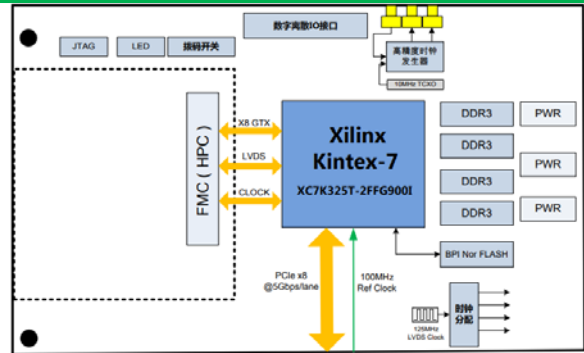 数字离散IO接口
JTAG
LED
拨码开关
高精度时钟
发生器
10MHz TCXO
FMC（HPC）
X8 GTX
LVDS
CLOCK
Xilinx
Kintex-7
XC7K325T-2FFG900I
DDR3
PWR
DDR3
DDR3
PWR
DDR3
PWR
BPI Nor FLASH
PCIe x8
@5Gbps/lane
100MHz
Ref Clock
时钟
分配
125MHz
LVDS Clock